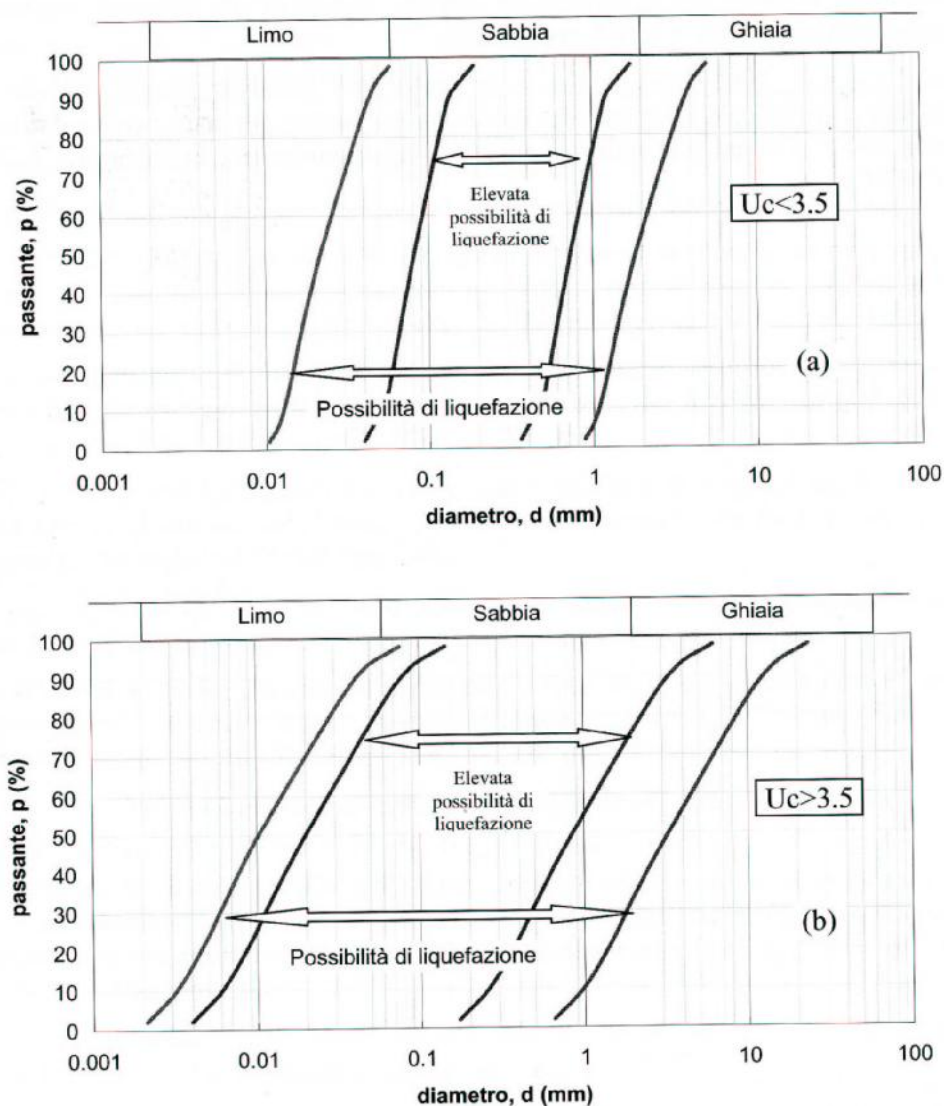 Limo Sabbia Ghiaia
100
90
80
70
60
50
40
30
20
10
0
passante, p (%)
Elevata
possibilità di
liquefazione
Uc<3.5
(a)
Possibilità di liquefazione
0.001 0.01 0.1 1 10 100
diametro, d (mm)
Limo Sabbia Ghiaia
100
90
80
70
60
50
40
30
20
10
0
passante, p (%)
Elevata
possibilità di
liquefazione
Uc>3.5
(b)
Possibilità di liquefazione
0.001 0.01 0.1 1 10 100
diametro, d (mm)